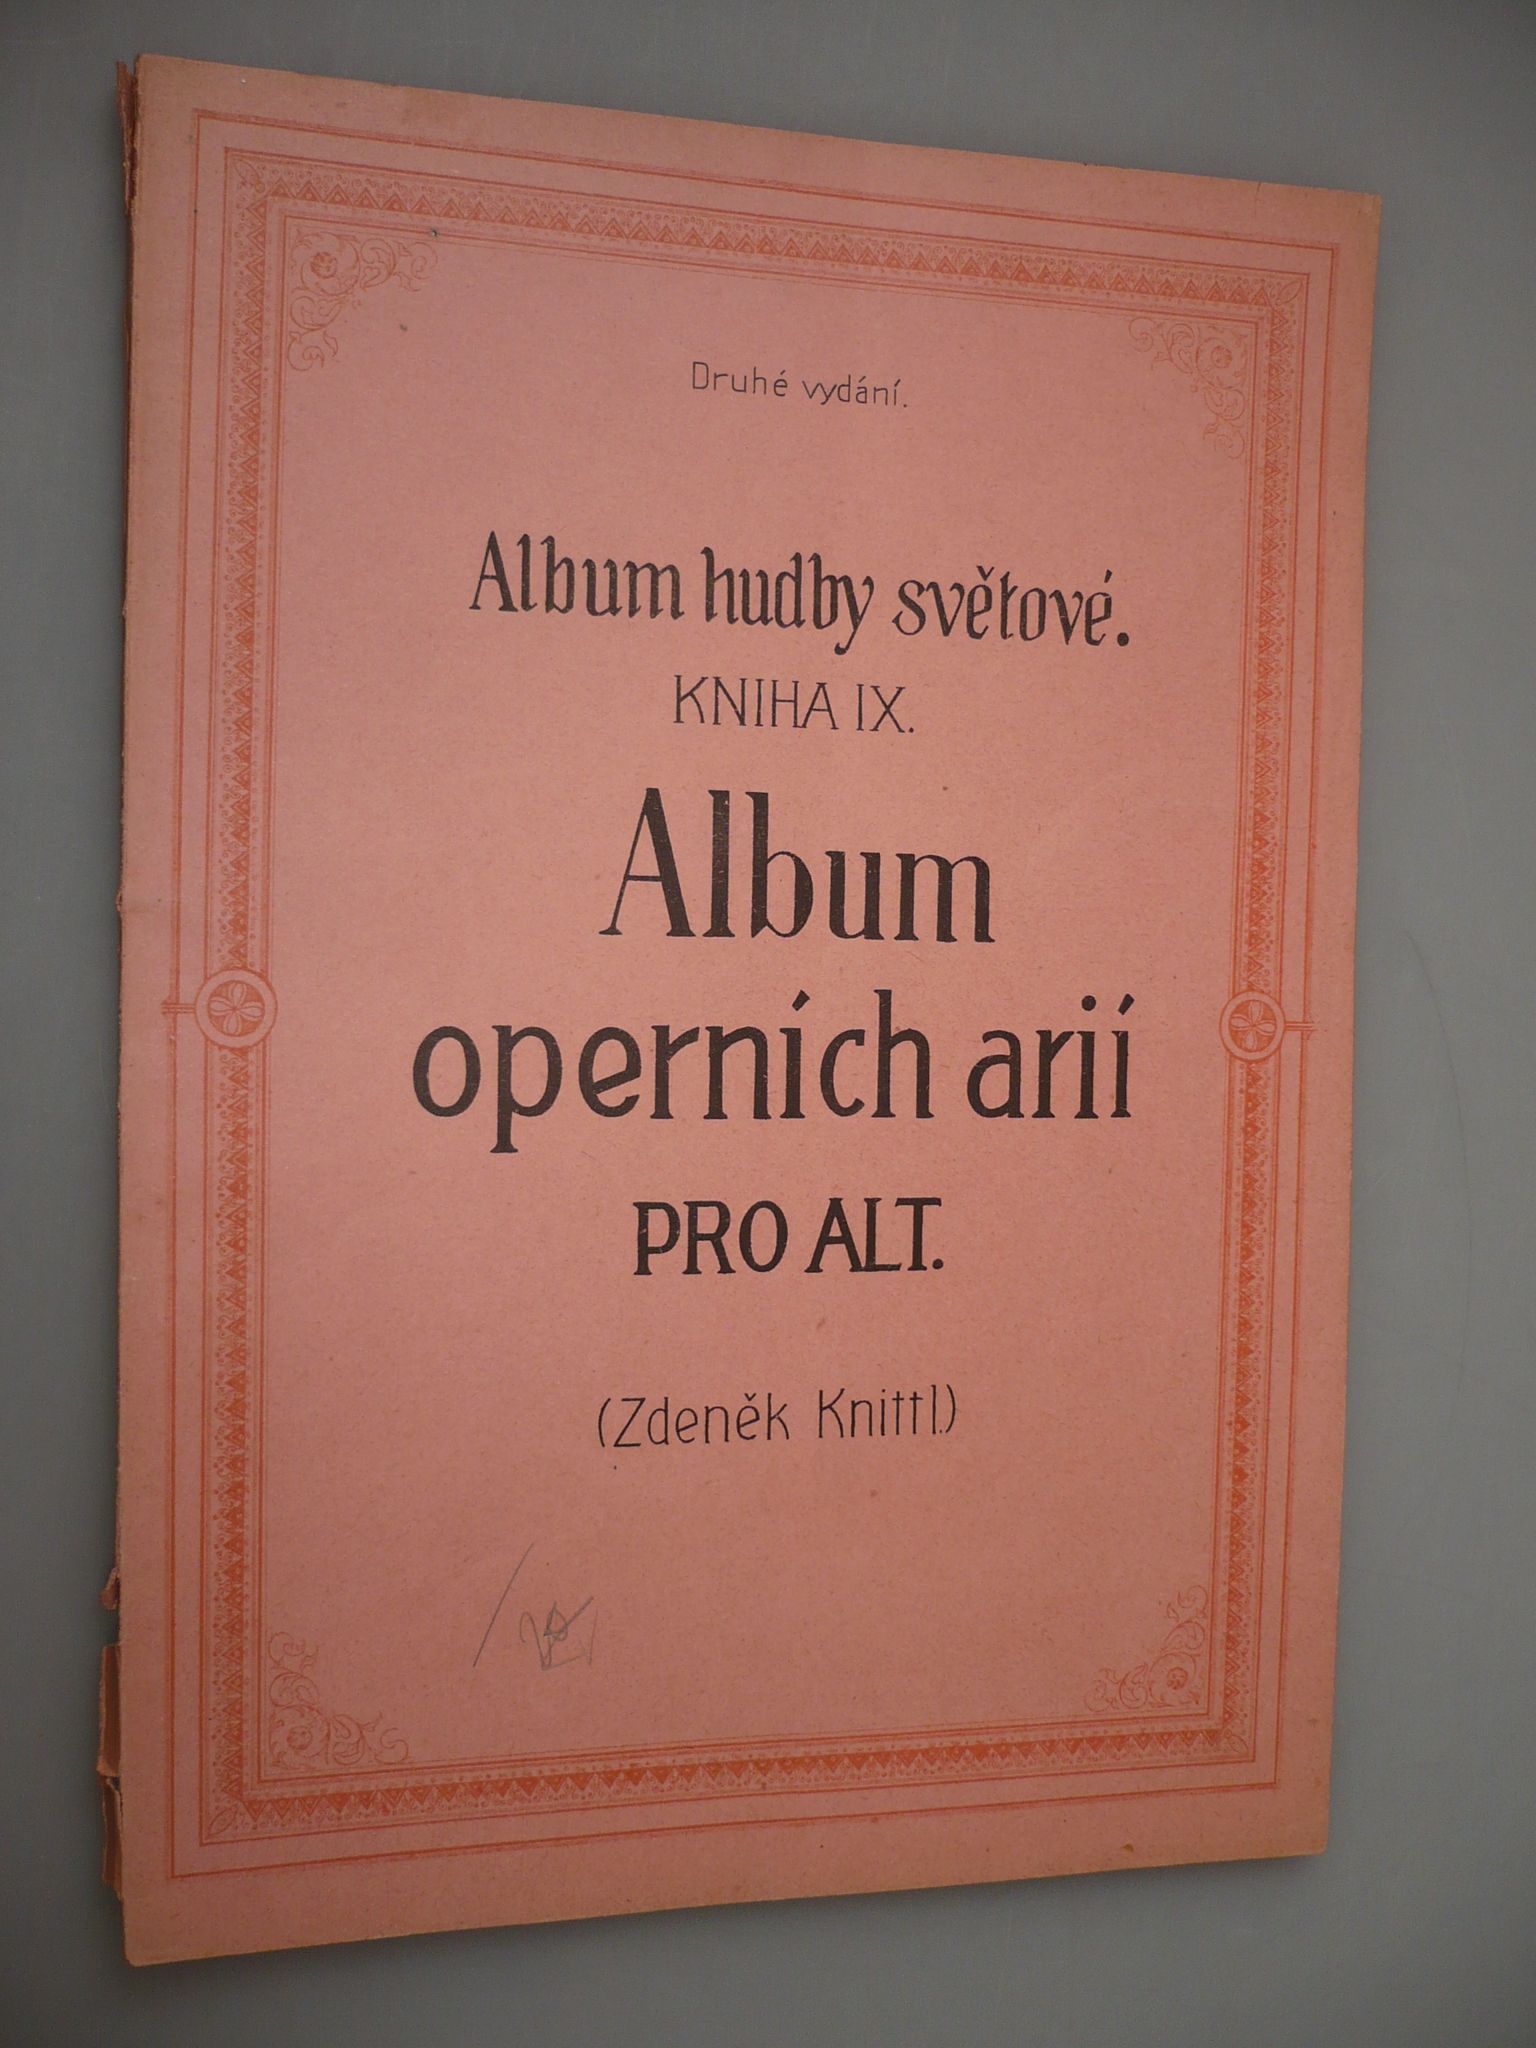 Druhé vydání.
Album hudby světové.
KNIHA IX.
Album
operních arií
PRO ALT.
(Zdeněk Knittl.)